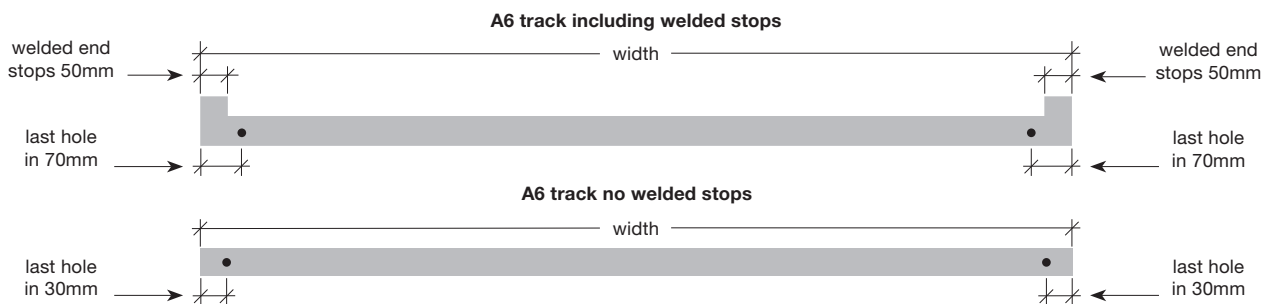 A6 track including welded stops
welded end
stops 50mm
width
welded end
stops 50mm
last hole
in 70mm
last hole
in 70mm
A6 track no welded stops
width
last hole
in 30mm
last hole
in 30mm